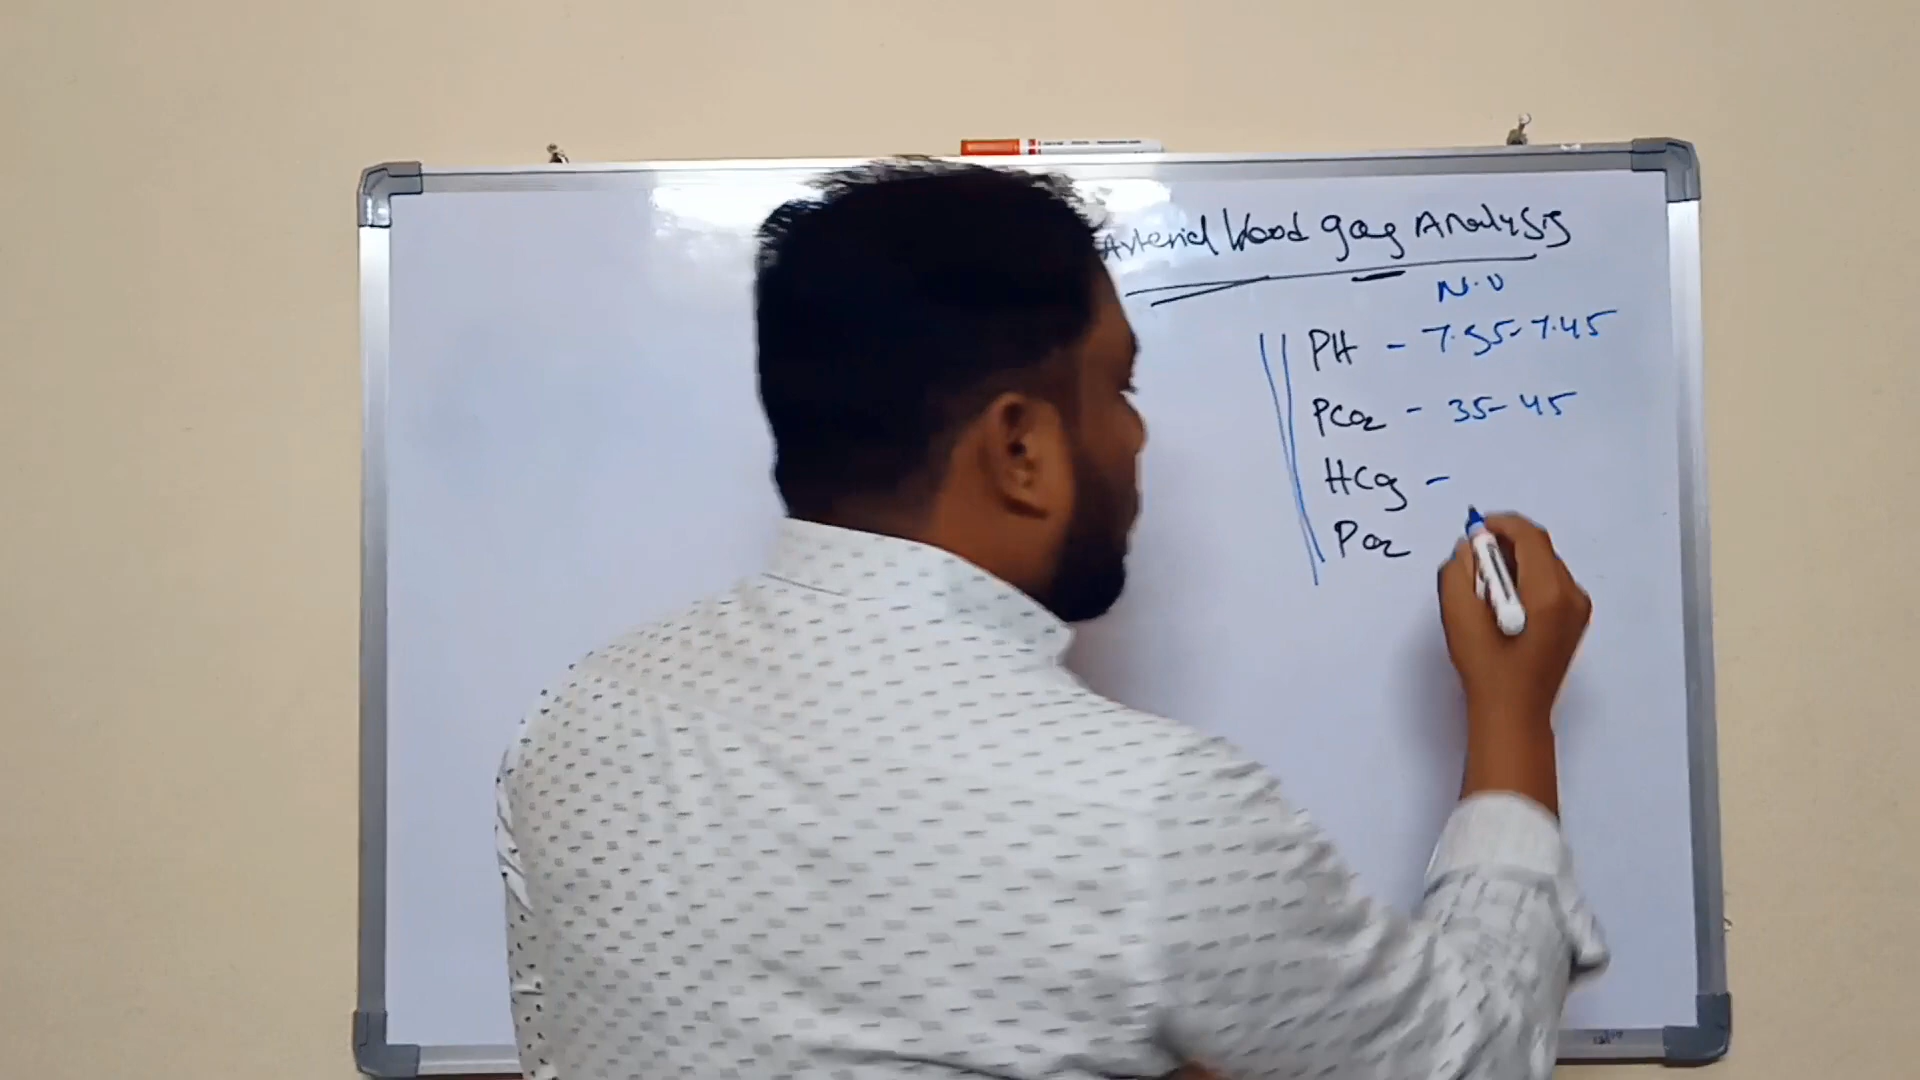 Arterial blood gas Analysis
N.V
PH - 7.35-7.45
PCO2 - 35-45
HCO3 -
PO2